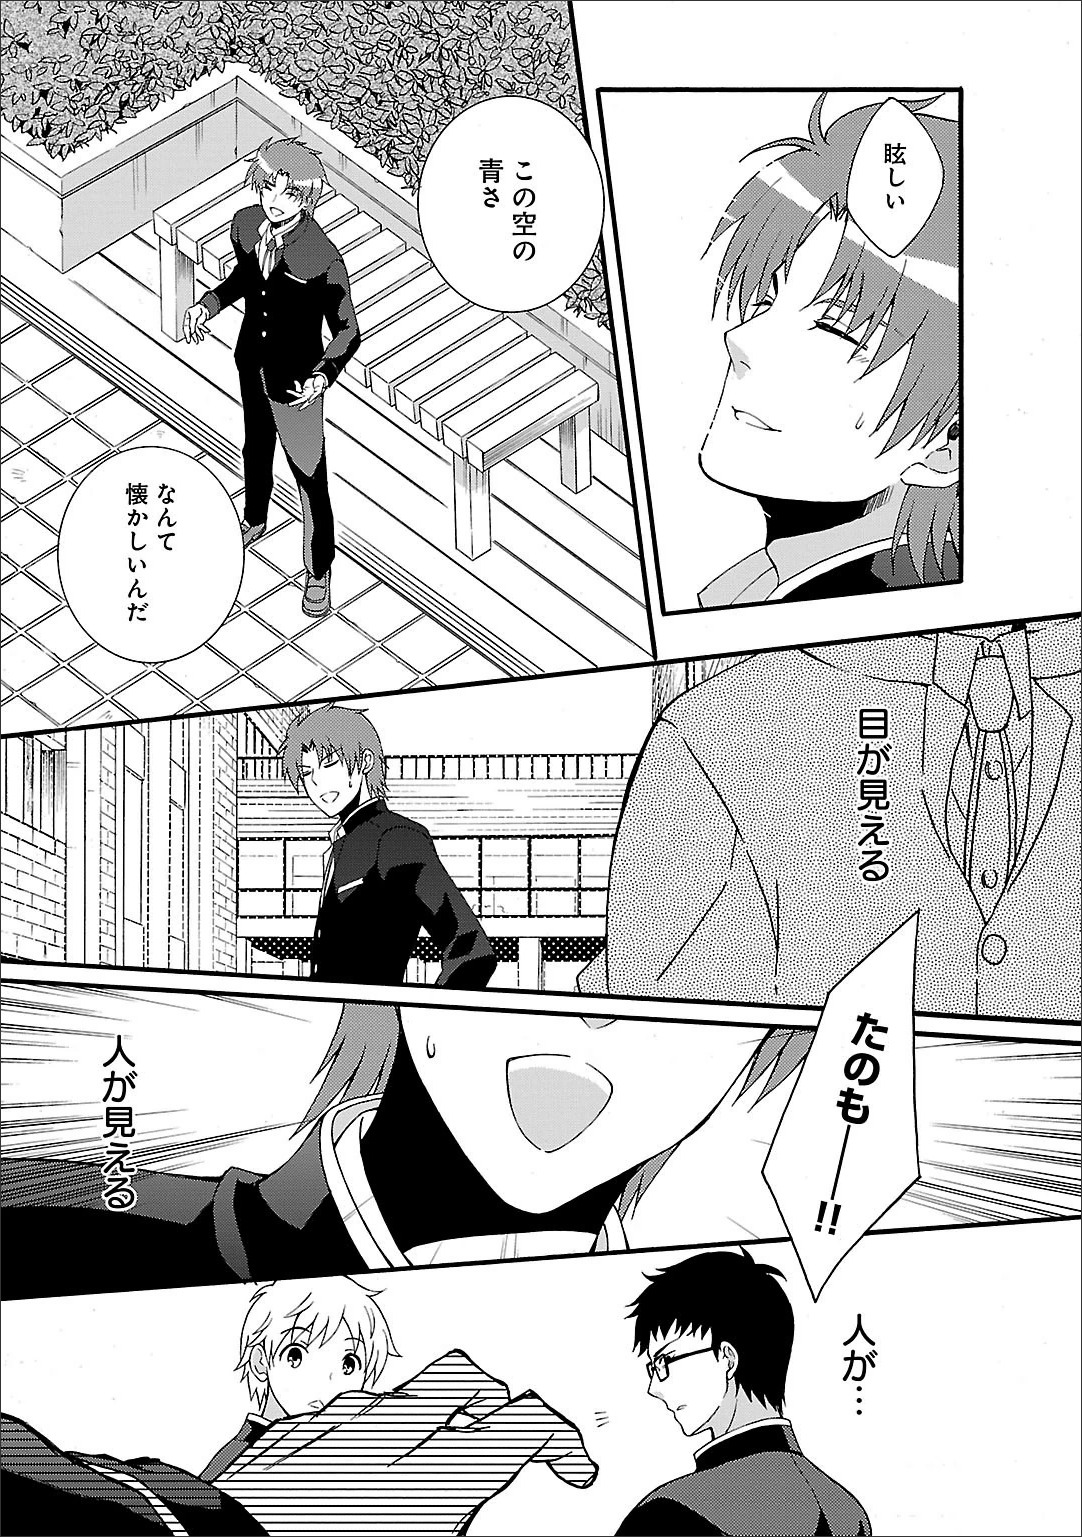 眩しい
この空の
青さ
なんて
懐かしいんだ
目が見える
たのもーー!!
人が見える
人が…